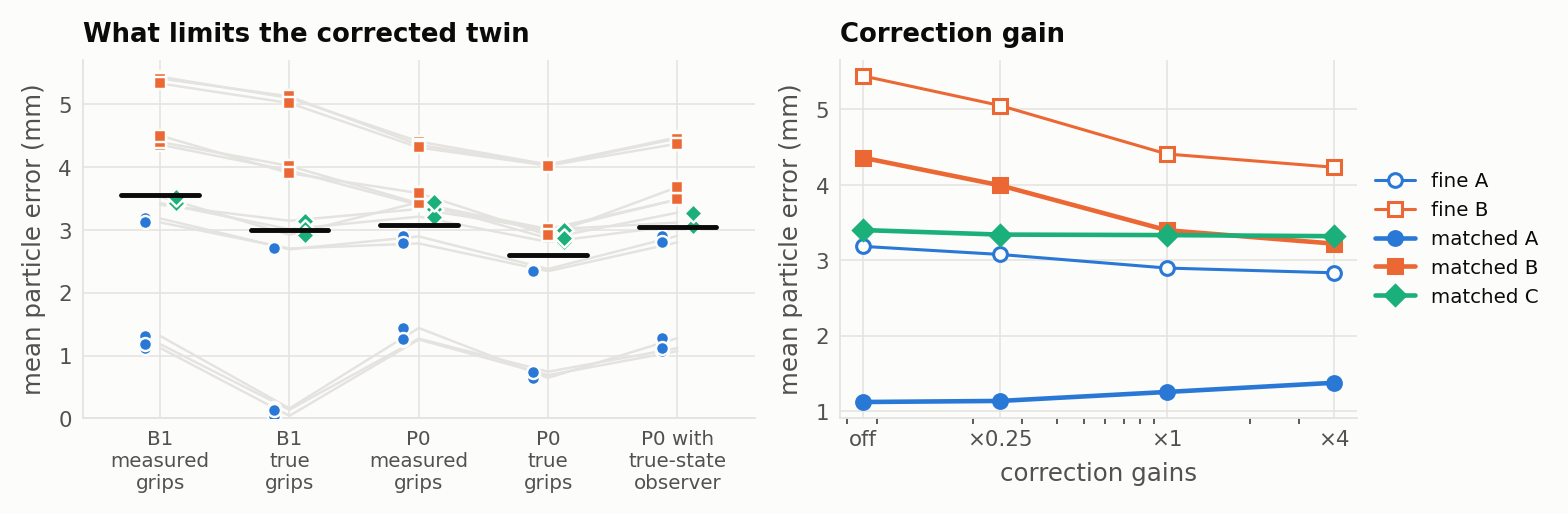 What limits the corrected twin
mean particle error (mm)
5
4
3
2
1
0
B1
measured
grips
B1
true
grips
P0
measured
grips
P0
true
grips
P0 with
true-state
observer
Correction gain
mean particle error (mm)
5
4
3
2
1
off
×0.25
×1
×4
correction gains
fine A
fine B
matched A
matched B
matched C